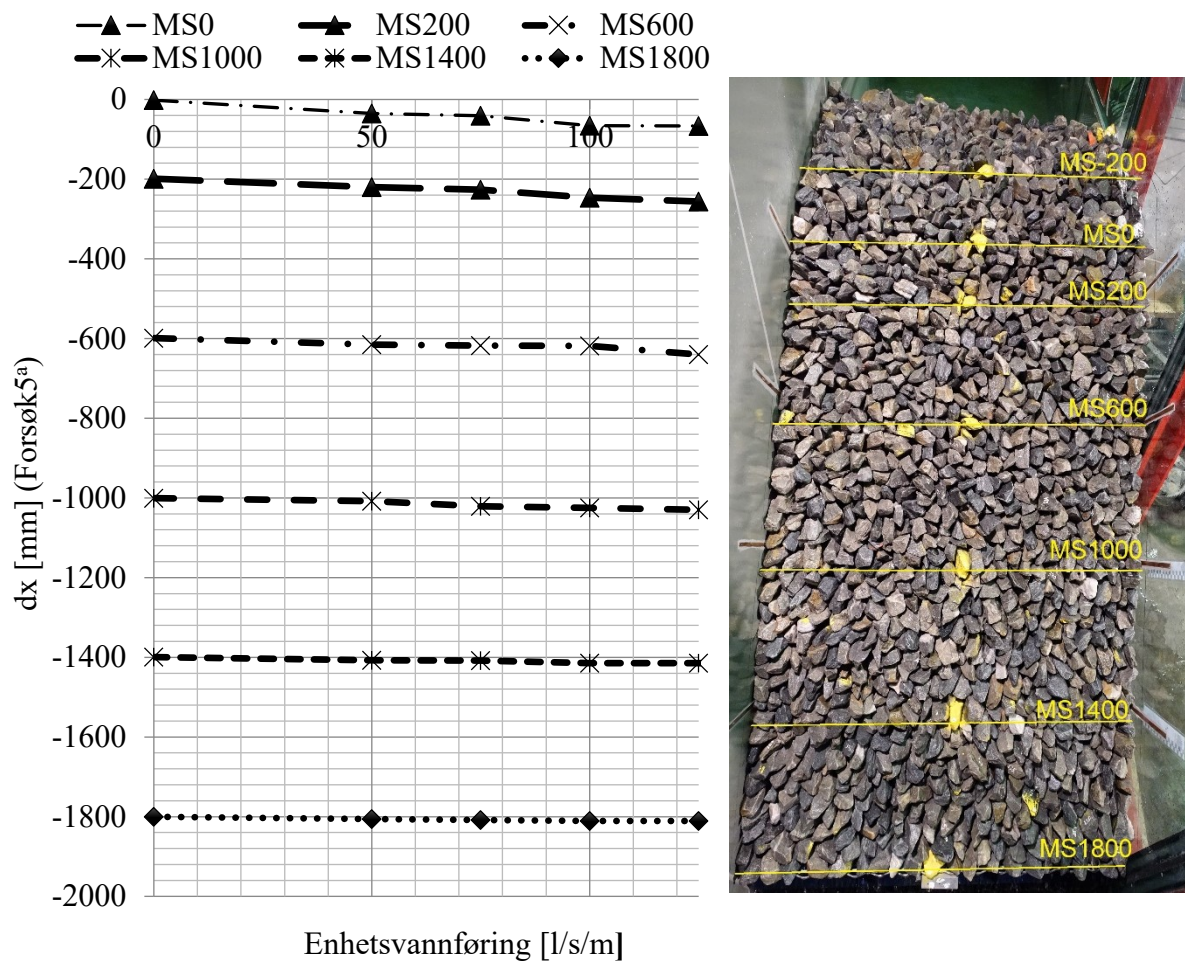 MS0 MS200 MS600
MS1000 MS1400 MS1800
0
-200
-400
-600
-800
-1000
-1200
-1400
-1600
-1800
-2000
0 50 100
dx [mm] (Forsøk5ª)
Enhetsvannføring [l/s/m]
MS-200
MS0
MS200
MS600
MS1000
MS1400
MS1800